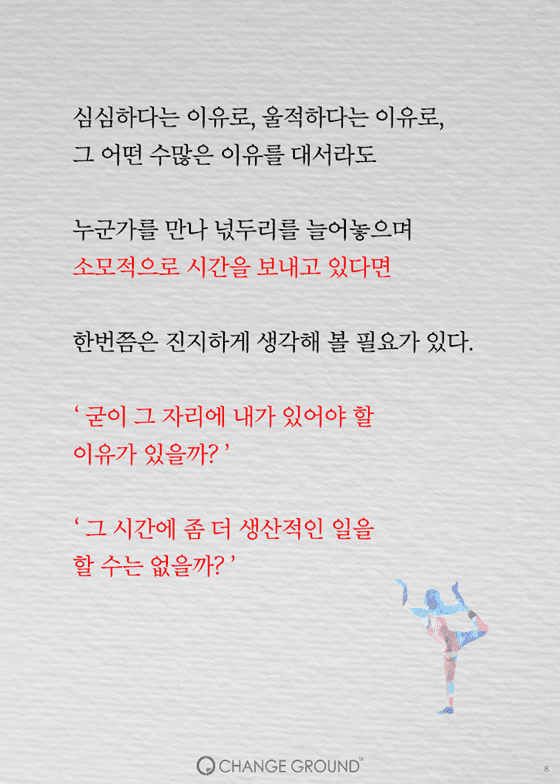 심심하다는 이유로, 울적하다는 이유로,
그 어떤 수많은 이유를 대서라도
누군가를 만나 넋두리를 늘어놓으며
소모적으로 시간을 보내고 있다면
한번쯤은 진지하게 생각해 볼 필요가 있다.
‘ 굳이 그 자리에 내가 있어야 할
이유가 있을까? ’
‘ 그 시간에 좀 더 생산적인 일을
할 수는 없을까? ’
CHANGE GROUND
8